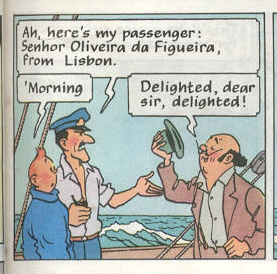 Ah, here's my passenger:
Senhor Oliveira da Figueira,
from Lisbon.
'Morning
Delighted, dear
sir, delighted!